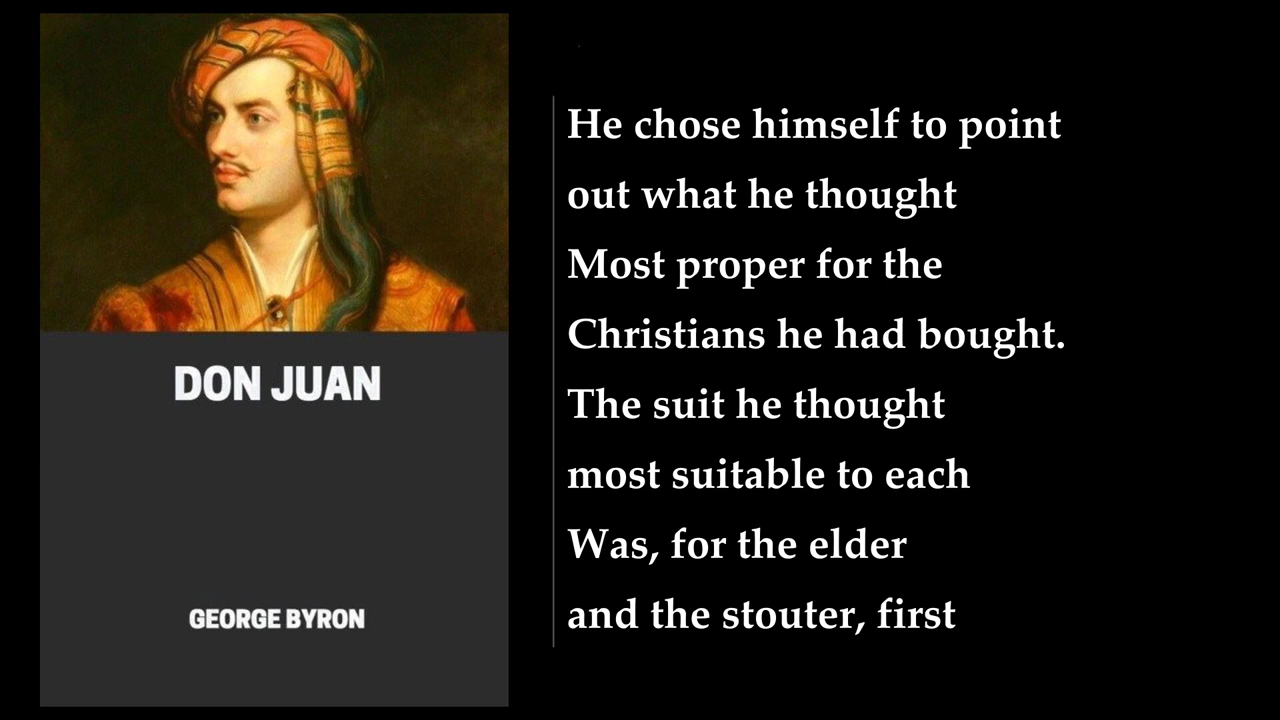 DON JUAN
GEORGE BYRON
He chose himself to point
out what he thought
Most proper for the
Christians he had bought.
The suit he thought
most suitable to each
Was, for the elder
and the stouter, first